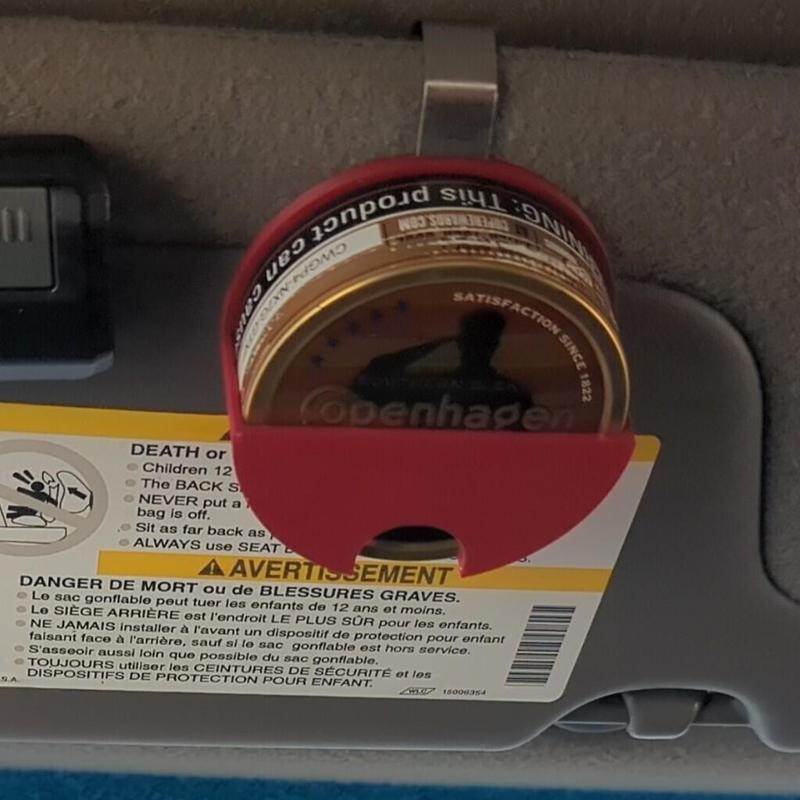 WARNING: This product can cause
COPEREWARDS.COM
SATISFACTION SINCE 1822
Copenhagen
DEATH or
Children 12
The BACK
NEVER put a
bag is off.
Sit as far back as
ALWAYS use SEAT
AVERTISSEMENT
DANGER DE MORT ou de BLESSURES GRAVES.
Le sac gonflable peut tuer les enfants de 12 ans et moins.
Le SIÈGE ARRIÈRE est l'endroit LE PLUS SÛR pour les enfants.
NE JAMAIS installer à l'avant un dispositif de protection pour enfant
faisant face à l'arrière, sauf si le sac gonflable est hors service.
S'asseoir aussi loin que possible du sac gonflable.
TOUJOURS utiliser les CEINTURES DE SÉCURITÉ et les
DISPOSITIFS DE PROTECTION POUR ENFANT.
S.A.
WLC 15006354